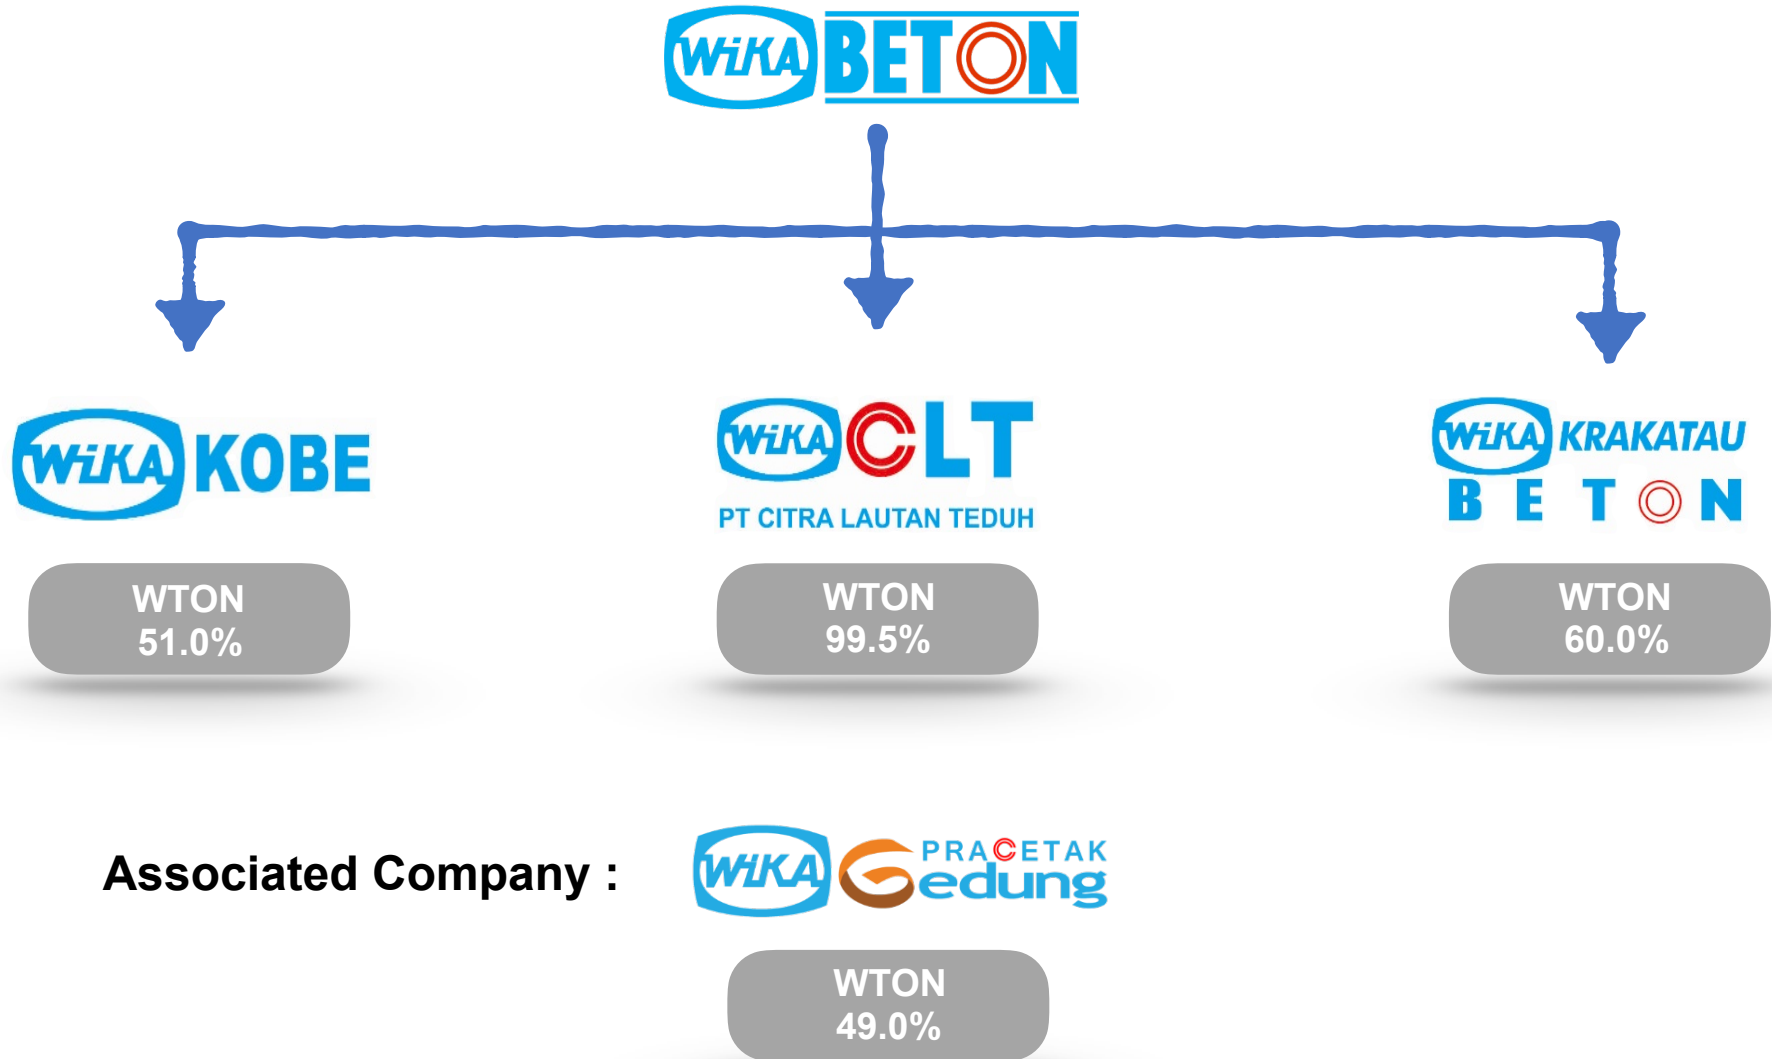 WiKA BETON
WiKA KOBE
WiKA CLT
PT CITRA LAUTAN TEDUH
WiKA KRAKATAU
BETON
WTON
51.0%
WTON
99.5%
WTON
60.0%
Associated Company :
WiKA PRACETAK
Gedung
WTON
49.0%